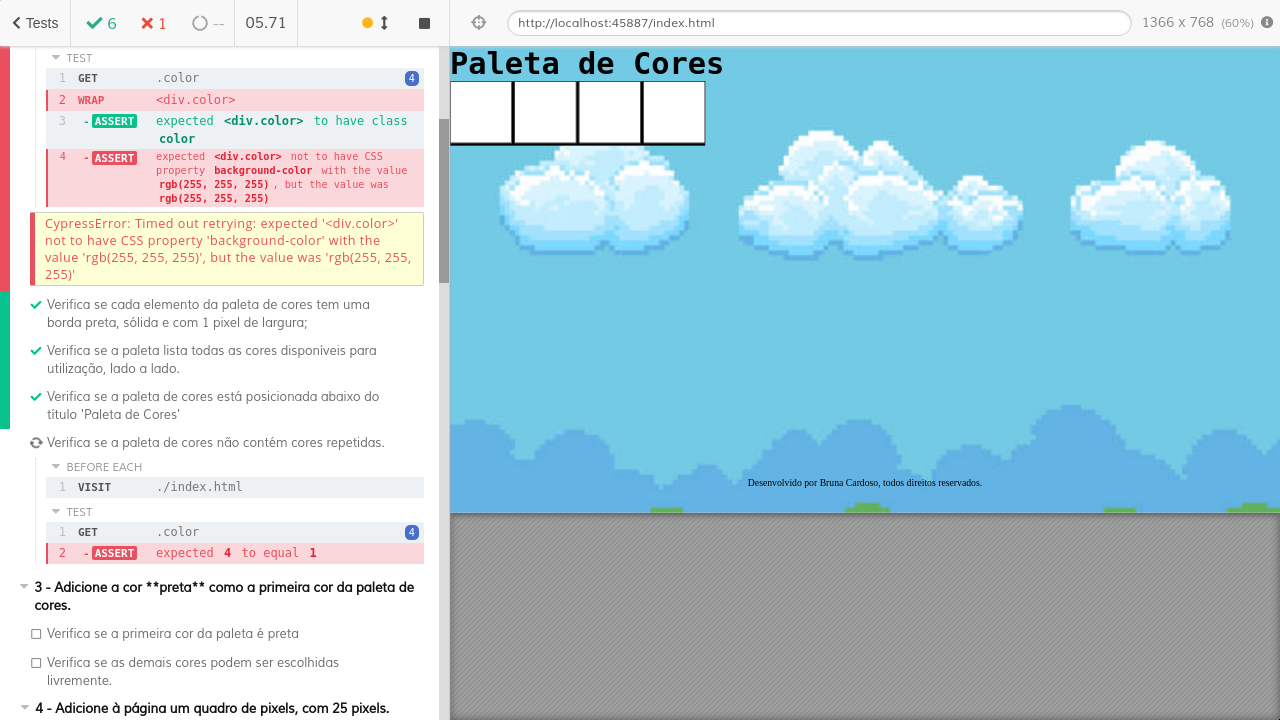 Tests 6 1 -- 05.71
http://localhost:45887/index.html 1366 x 768 (60%)
TEST
1 GET .color 4
2 WRAP <div.color>
3 -ASSERT expected <div.color> to have class
color
4 -ASSERT expected <div.color> not to have CSS
property background-color with the value
rgb(255, 255, 255) , but the value was
rgb(255, 255, 255)
CypressError: Timed out retrying: expected '<div.color>'
not to have CSS property 'background-color' with the
value 'rgb(255, 255, 255)', but the value was 'rgb(255, 255,
255)'
Verifica se cada elemento da paleta de cores tem uma
borda preta, sólida e com 1 pixel de largura;
Verifica se a paleta lista todas as cores disponíveis para
utilização, lado a lado.
Verifica se a paleta de cores está posicionada abaixo do
título 'Paleta de Cores'
Verifica se a paleta de cores não contém cores repetidas.
BEFORE EACH
1 VISIT ./index.html
TEST
1 GET .color 4
2 -ASSERT expected 4 to equal 1
3 - Adicione a cor **preta** como a primeira cor da paleta de
cores.
Verifica se a primeira cor da paleta é preta
Verifica se as demais cores podem ser escolhidas
livremente.
4 - Adicione à página um quadro de pixels, com 25 pixels.
Paleta de Cores
Desenvolvido por Bruna Cardoso, todos direitos reservados.